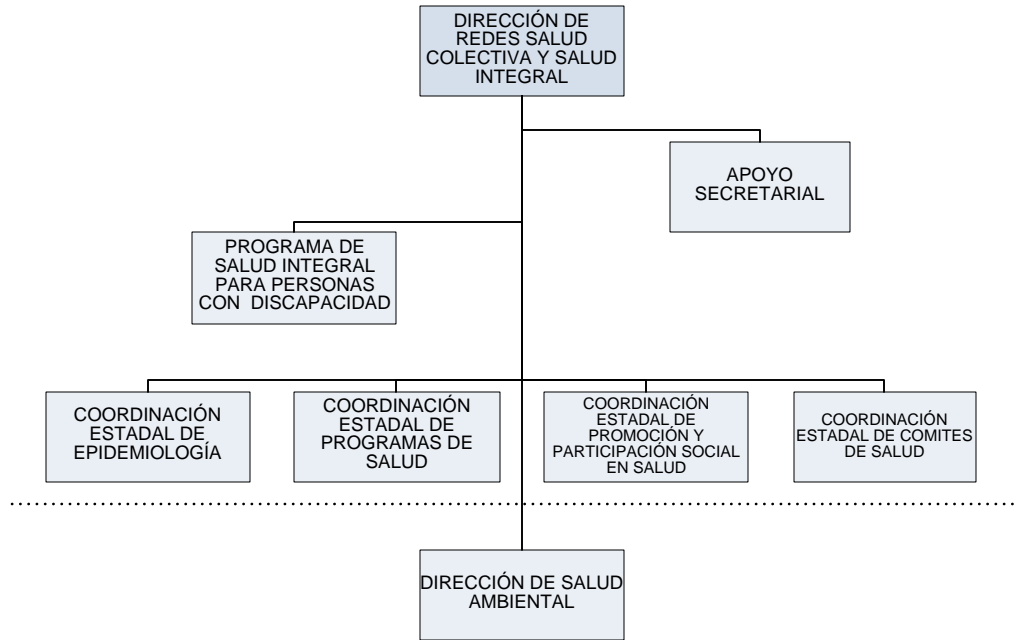 DIRECCIÓN DE
REDES SALUD
COLECTIVA Y SALUD
INTEGRAL
APOYO
SECRETARIAL
PROGRAMA DE
SALUD INTEGRAL
PARA PERSONAS
CON DISCAPACIDAD
COORDINACIÓN
ESTADAL DE
EPIDEMIOLOGÍA
COORDINACIÓN
ESTADAL DE
PROGRAMAS DE
SALUD
COORDINACIÓN
ESTADAL DE
PROMOCIÓN Y
PARTICIPACIÓN SOCIAL
EN SALUD
COORDINACIÓN
ESTADAL DE COMITES
DE SALUD
DIRECCIÓN DE SALUD
AMBIENTAL